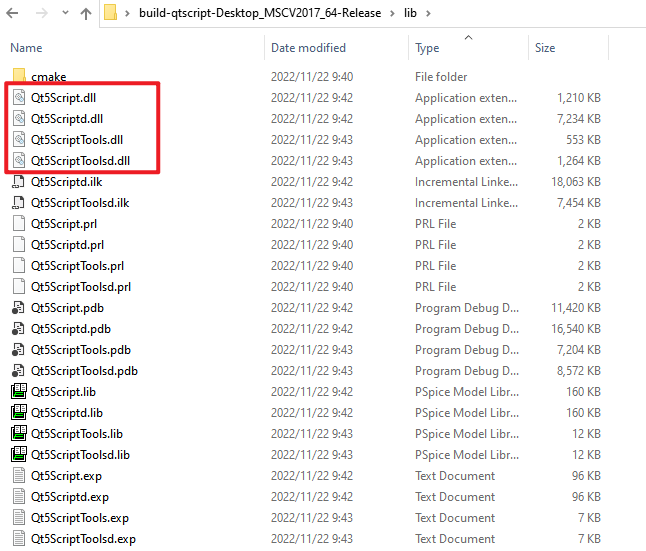 build-qtscript-Desktop_MSCV2017_64-Release > lib >
Name Date modified Type Size
cmake 2022/11/22 9:40 File folder
Qt5Script.dll 2022/11/22 9:42 Application exten... 1,210 KB
Qt5Scriptd.dll 2022/11/22 9:42 Application exten... 7,234 KB
Qt5ScriptTools.dll 2022/11/22 9:43 Application exten... 553 KB
Qt5ScriptToolsd.dll 2022/11/22 9:43 Application exten... 1,264 KB
Qt5Scriptd.ilk 2022/11/22 9:42 Incremental Linke... 18,063 KB
Qt5ScriptToolsd.ilk 2022/11/22 9:43 Incremental Linke... 7,454 KB
Qt5Script.prl 2022/11/22 9:40 PRL File 2 KB
Qt5Scriptd.prl 2022/11/22 9:40 PRL File 2 KB
Qt5ScriptTools.prl 2022/11/22 9:40 PRL File 2 KB
Qt5ScriptToolsd.prl 2022/11/22 9:40 PRL File 2 KB
Qt5Script.pdb 2022/11/22 9:42 Program Debug D... 11,420 KB
Qt5Scriptd.pdb 2022/11/22 9:42 Program Debug D... 16,540 KB
Qt5ScriptTools.pdb 2022/11/22 9:43 Program Debug D... 7,204 KB
Qt5ScriptToolsd.pdb 2022/11/22 9:43 Program Debug D... 8,572 KB
Qt5Script.lib 2022/11/22 9:42 PSpice Model Libr... 160 KB
Qt5Scriptd.lib 2022/11/22 9:42 PSpice Model Libr... 160 KB
Qt5ScriptTools.lib 2022/11/22 9:43 PSpice Model Libr... 12 KB
Qt5ScriptToolsd.lib 2022/11/22 9:43 PSpice Model Libr... 12 KB
Qt5Script.exp 2022/11/22 9:42 Text Document 96 KB
Qt5Scriptd.exp 2022/11/22 9:42 Text Document 96 KB
Qt5ScriptTools.exp 2022/11/22 9:43 Text Document 7 KB
Qt5ScriptToolsd.exp 2022/11/22 9:43 Text Document 7 KB